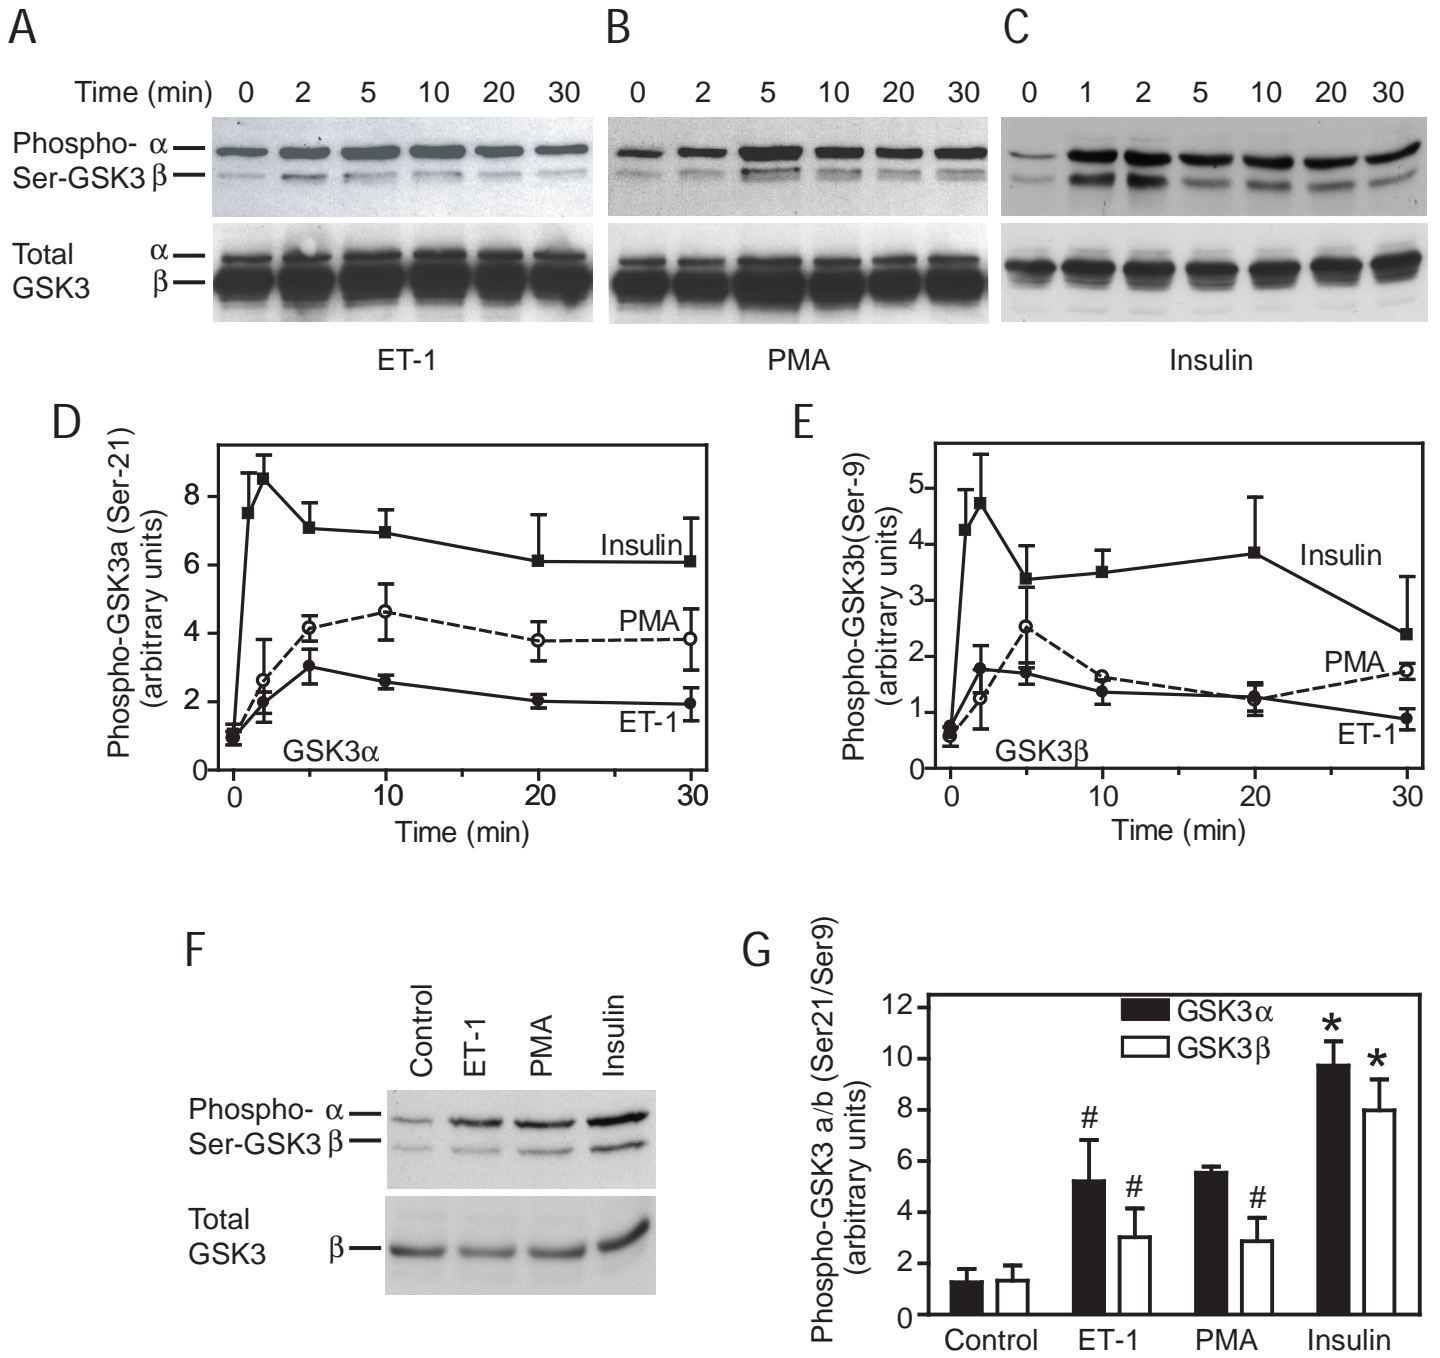 A
B
C
Time (min) 0 2 5 10 20 30
0 2 5 10 20 30
0 1 2 5 10 20 30
Phospho- α
Ser-GSK3 β
Total α
GSK3 β
ET-1
PMA
Insulin
D
Phospho-GSK3a (Ser-21)
(arbitrary units)
8
6
4
2
0
Insulin
PMA
ET-1
GSK3α
0 10 20 30
Time (min)
E
Phospho-GSK3b(Ser-9)
(arbitrary units)
5
4
3
2
1
0
Insulin
PMA
ET-1
GSK3β
0 10 20 30
Time (min)
F
Control
ET-1
PMA
Insulin
Phospho- α
Ser-GSK3 β
Total
GSK3 β
G
Phospho-GSK3 a/b (Ser21/Ser9)
(arbitrary units)
12
10
8
6
4
2
0
GSK3α
GSK3β
# #
#
* *
Control ET-1 PMA Insulin